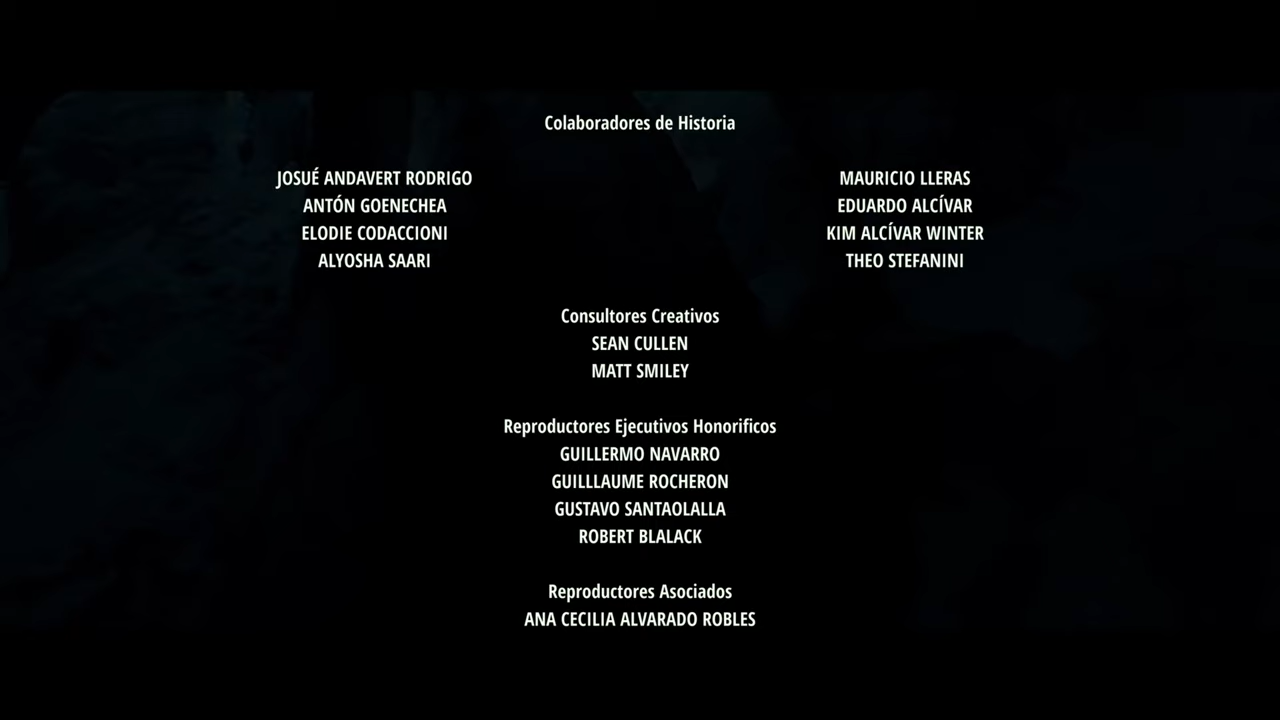 Colaboradores de Historia
JOSUÉ ANDAVERT RODRIGO
ANTÓN GOENECHEA
ELODIE CODACCIONI
ALYOSHA SAARI
MAURICIO LLERAS
EDUARDO ALCÍVAR
KIM ALCÍVAR WINTER
THEO STEFANINI
Consultores Creativos
SEAN CULLEN
MATT SMILEY
Reproductores Ejecutivos Honorificos
GUILLERMO NAVARRO
GUILLLAUME ROCHERON
GUSTAVO SANTAOLALLA
ROBERT BLALACK
Reproductores Asociados
ANA CECILIA ALVARADO ROBLES